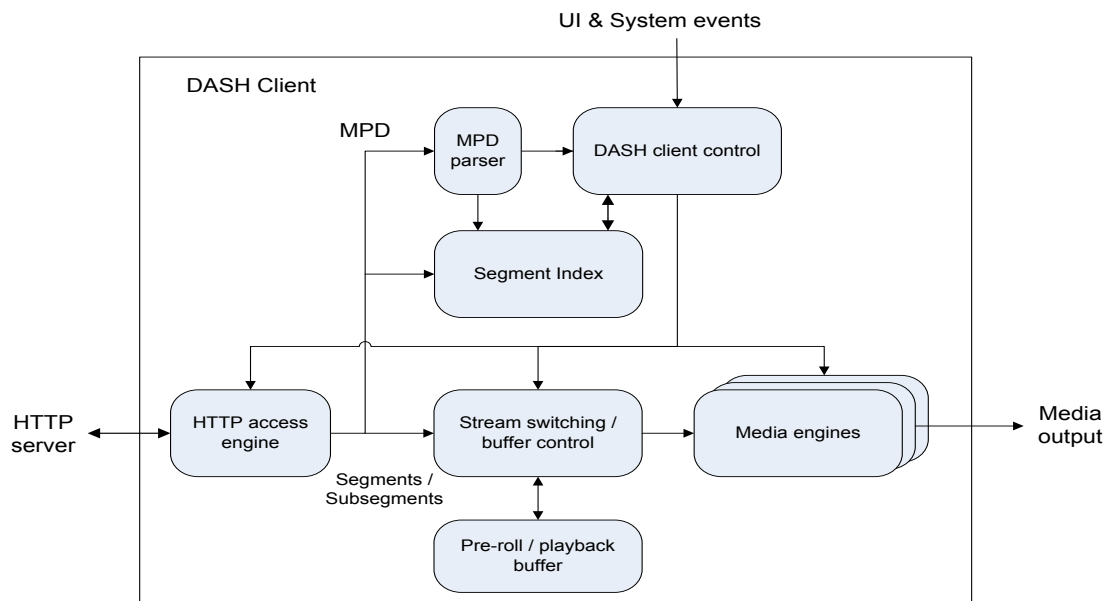 UI & System events
DASH Client
MPD
MPD
parser
DASH client control
Segment Index
HTTP
server
HTTP access
engine
Segments /
Subsegments
Stream switching /
buffer control
Media engines
Media
output
Pre-roll / playback
buffer